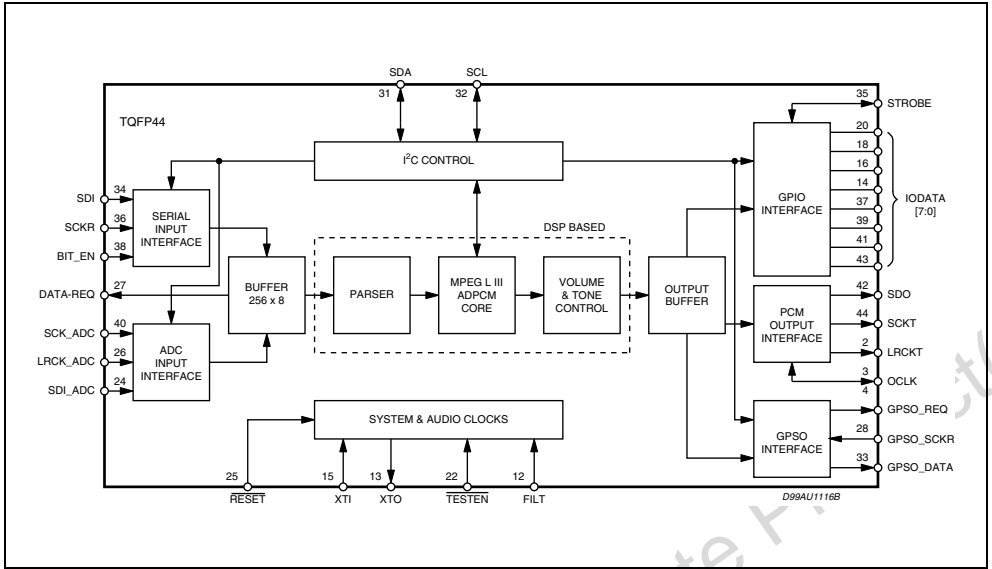 SDA
SCL
31
32
35
STROBE
TQFP44
20
18
I²C CONTROL
16
14
SDI
34
SERIAL
INPUT
INTERFACE
GPIO
INTERFACE
IODATA
[7:0]
SCKR
36
37
39
BIT_EN
38
DSP BASED
41
43
DATA-REQ
27
BUFFER
256 x 8
PARSER
MPEG L III
ADPCM
CORE
VOLUME
& TONE
CONTROL
OUTPUT
BUFFER
42
SDO
SCK_ADC
40
PCM
OUTPUT
INTERFACE
44
SCKT
LRCK_ADC
26
ADC
INPUT
INTERFACE
2
LRCKT
SDI_ADC
24
3
OCLK
4
SYSTEM & AUDIO CLOCKS
GPSO
INTERFACE
GPSO_REQ
28
GPSO_SCKR
33
GPSO_DATA
25
15
13
22
12
RESET
XTI
XTO
TESTEN
FILT
D99AU1116B